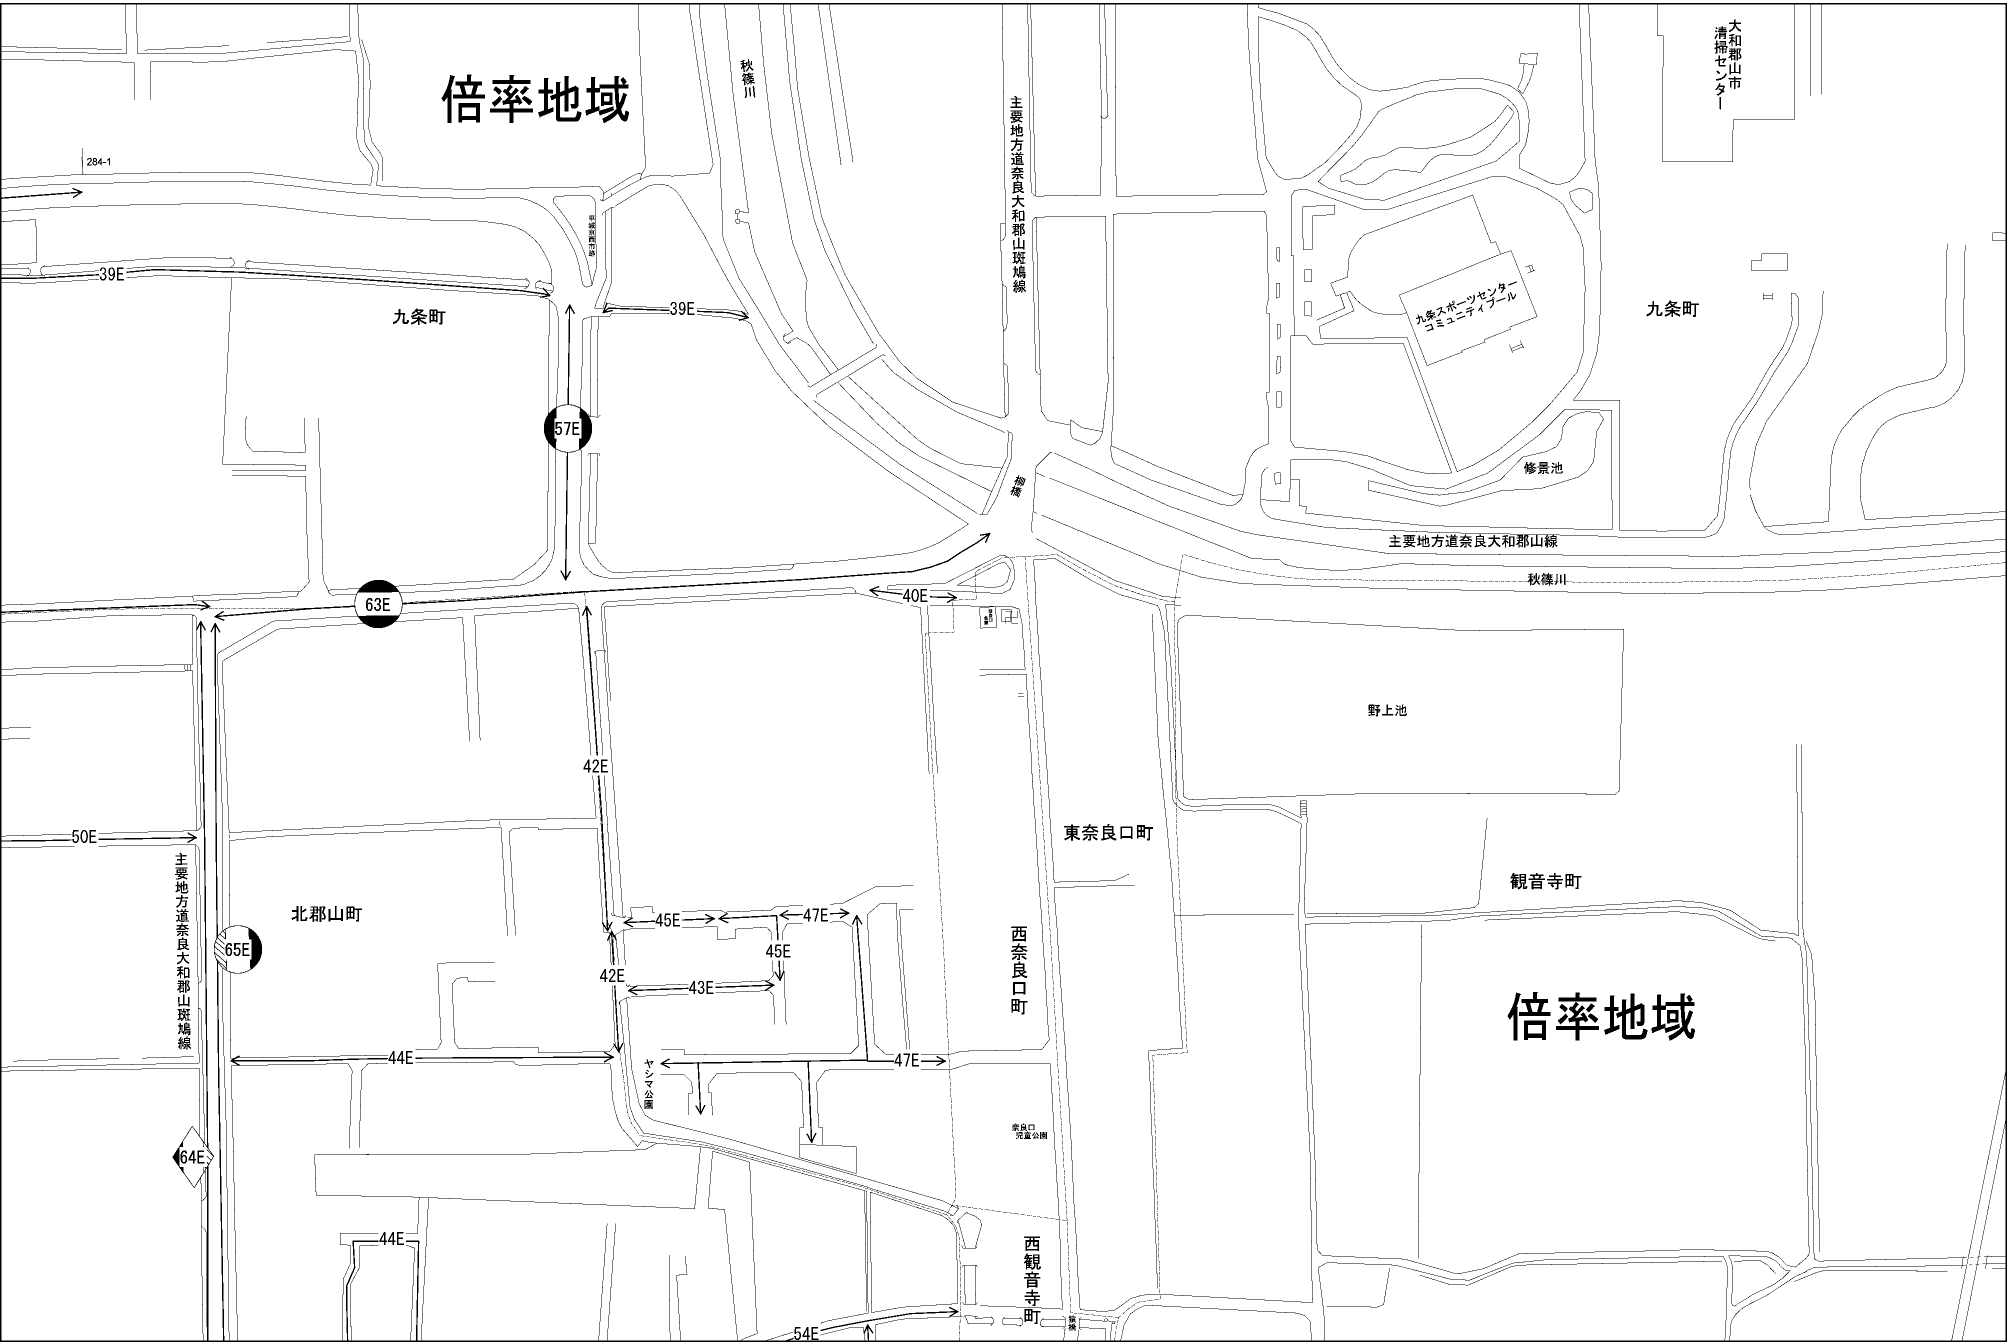 大和郡山市
清掃センター
倍率地域
秋篠川
主要地方道奈良大和郡山斑鳩線
284-1
39E
九条町
39E
九条スポーツセンター
コミュニティプール
九条町
57E
修景池
柳橋
主要地方道奈良大和郡山線
秋篠川
63E
40E
野上池
42E
50E
東奈良口町
主要地方道奈良大和郡山斑鳩線
観音寺町
北郡山町
45E
47E
65E
45E
42E
43E
西奈良口町
倍率地域
44E
47E
ヤシマ公園
奈良口
児童公園
64E
44E
西観音寺町
54E